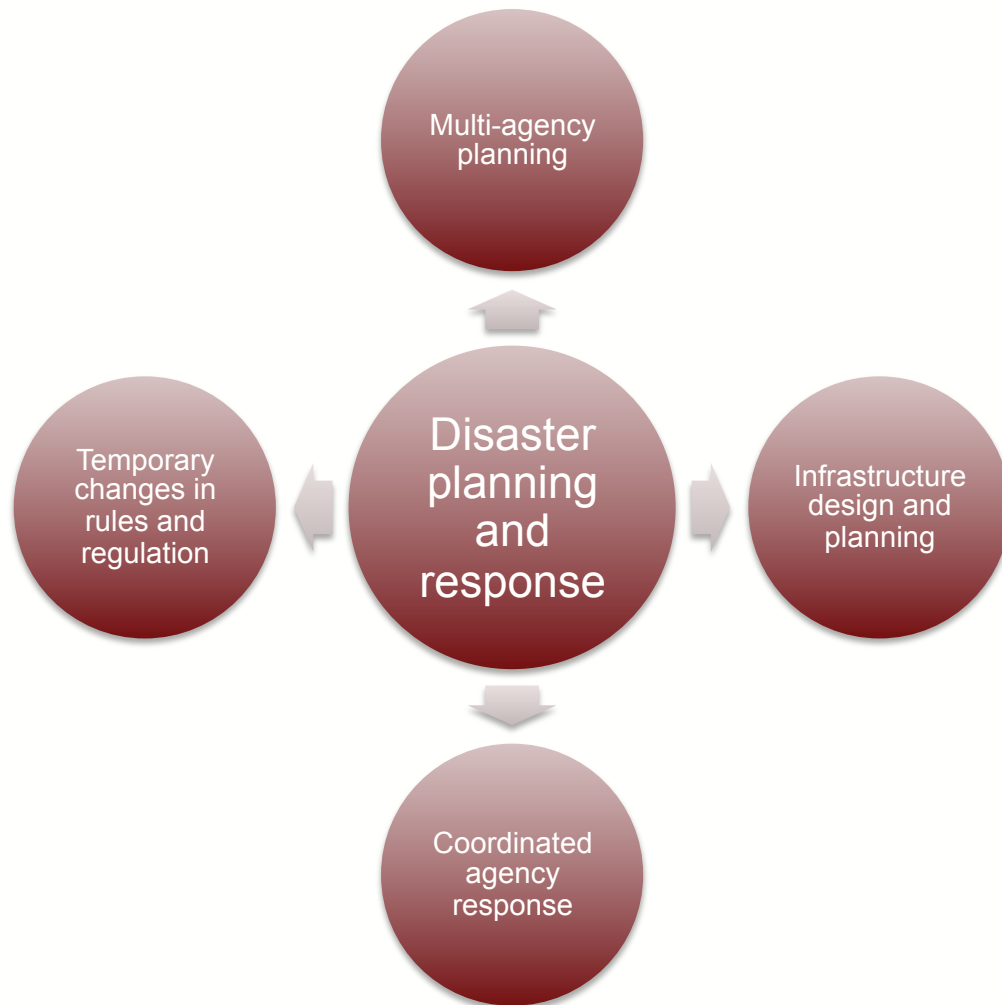 Multi-agency
planning
Temporary
changes in
rules and
regulation
Disaster
planning
and
response
Infrastructure
design and
planning
Coordinated
agency
response